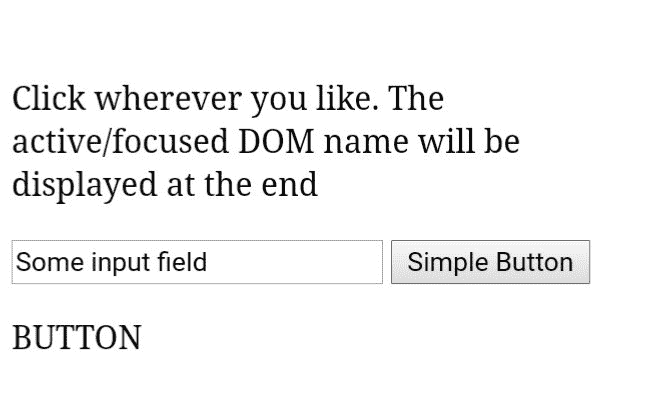 Click wherever you like. The
active/focused DOM name will be
displayed at the end
Some input field Simple Button
BUTTON